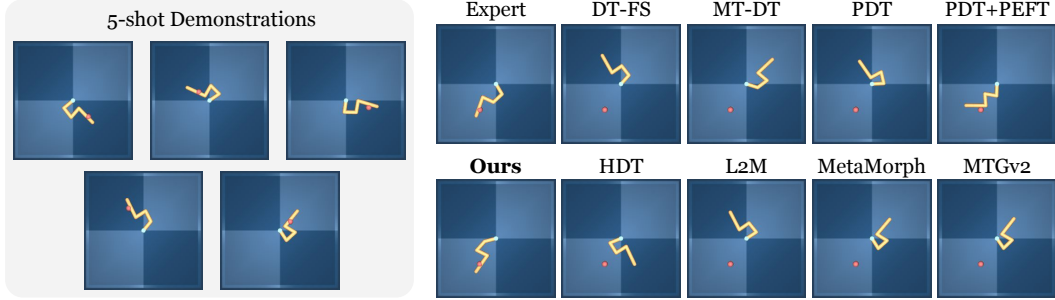 5-shot Demonstrations
Expert DT-FS MT-DT PDT PDT+PEFT
Ours HDT L2M MetaMorph MTGv2